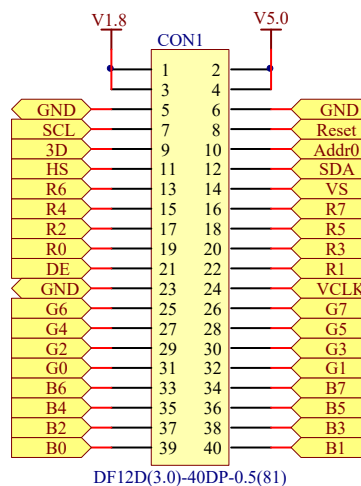 V1.8 V5.0
CON1
1 2
3 4
GND 5 6 GND
SCL 7 8 Reset
3D 9 10 Addr0
HS 11 12 SDA
R6 13 14 VS
R4 15 16 R7
R2 17 18 R5
R0 19 20 R3
DE 21 22 R1
GND 23 24 VCLK
G6 25 26 G7
G4 27 28 G5
G2 29 30 G3
G0 31 32 G1
B6 33 34 B7
B4 35 36 B5
B2 37 38 B3
B0 39 40 B1
DF12D(3.0)-40DP-0.5(81)